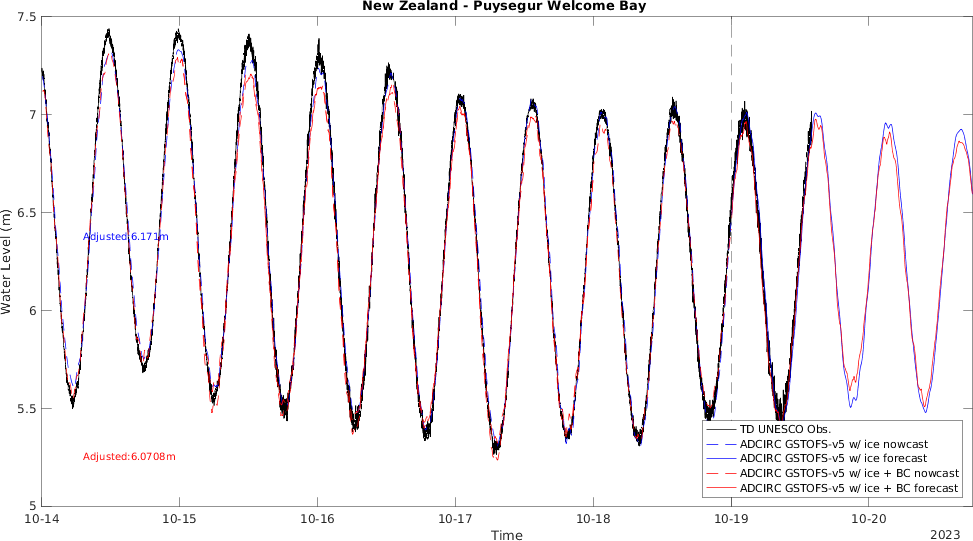 New Zealand - Puysegur Welcome Bay
7.5
7
6.5
6
5.5
5
Water Level (m)
Adjusted:6.171m
Adjusted:6.0708m
TD UNESCO Obs.
ADCIRC GSTOFS-v5 w/ ice nowcast
ADCIRC GSTOFS-v5 w/ ice forecast
ADCIRC GSTOFS-v5 w/ ice + BC nowcast
ADCIRC GSTOFS-v5 w/ ice + BC forecast
10-14 10-15 10-16 10-17 10-18 10-19 10-20
Time
2023